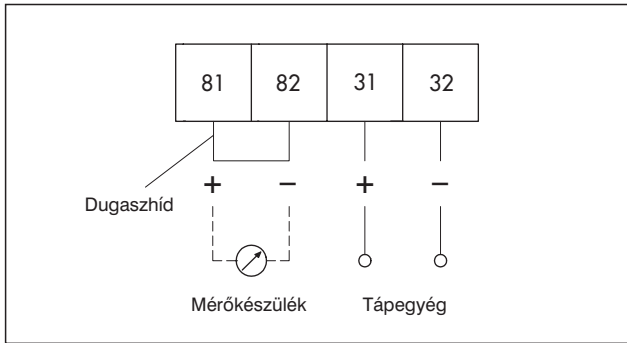 81 82 31 32
+ − + −
Dugaszhíd
Mérőkészülék Tápegyég